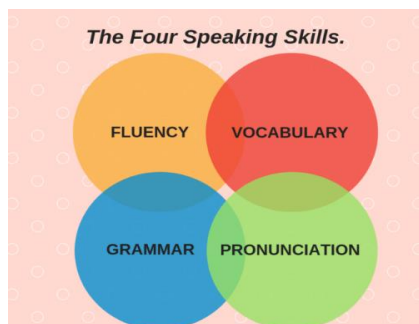 The Four Speaking Skills.
FLUENCY
VOCABULARY
GRAMMAR
PRONUNCIATION